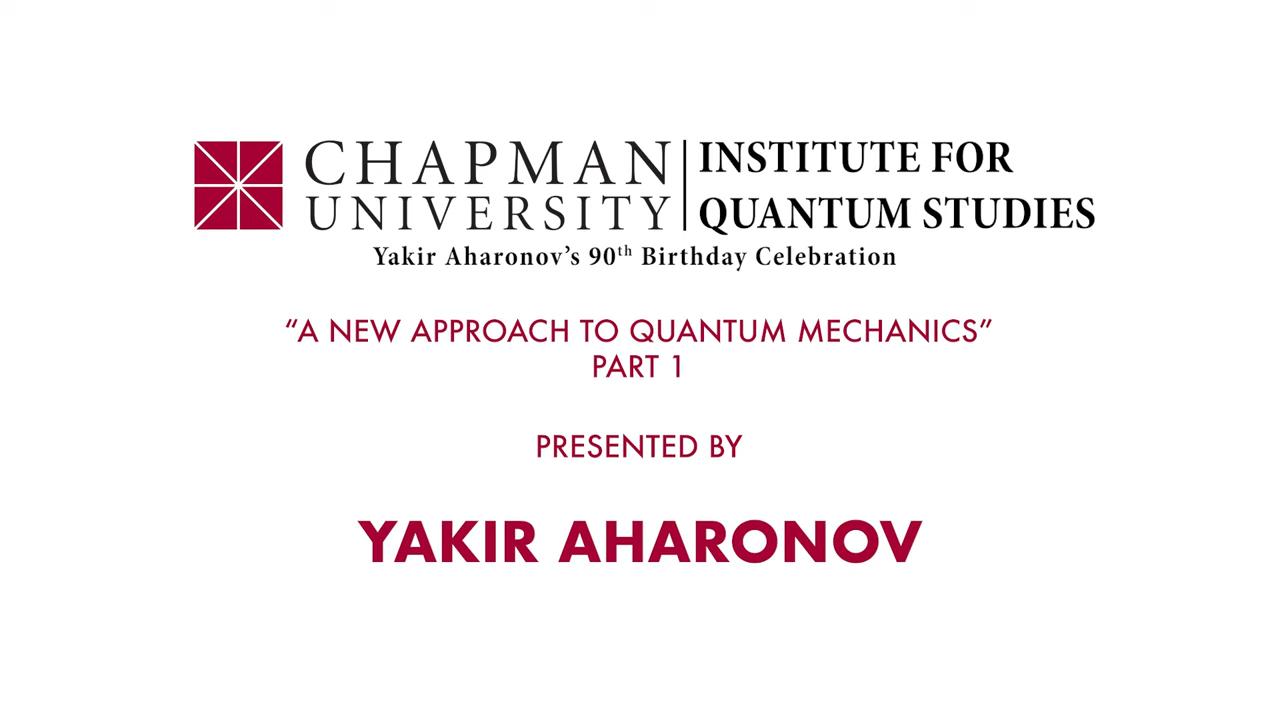 CHAPMAN
UNIVERSITY
INSTITUTE FOR
QUANTUM STUDIES
Yakir Aharonov’s 90th Birthday Celebration
“A NEW APPROACH TO QUANTUM MECHANICS”
PART 1
PRESENTED BY
YAKIR AHARONOV